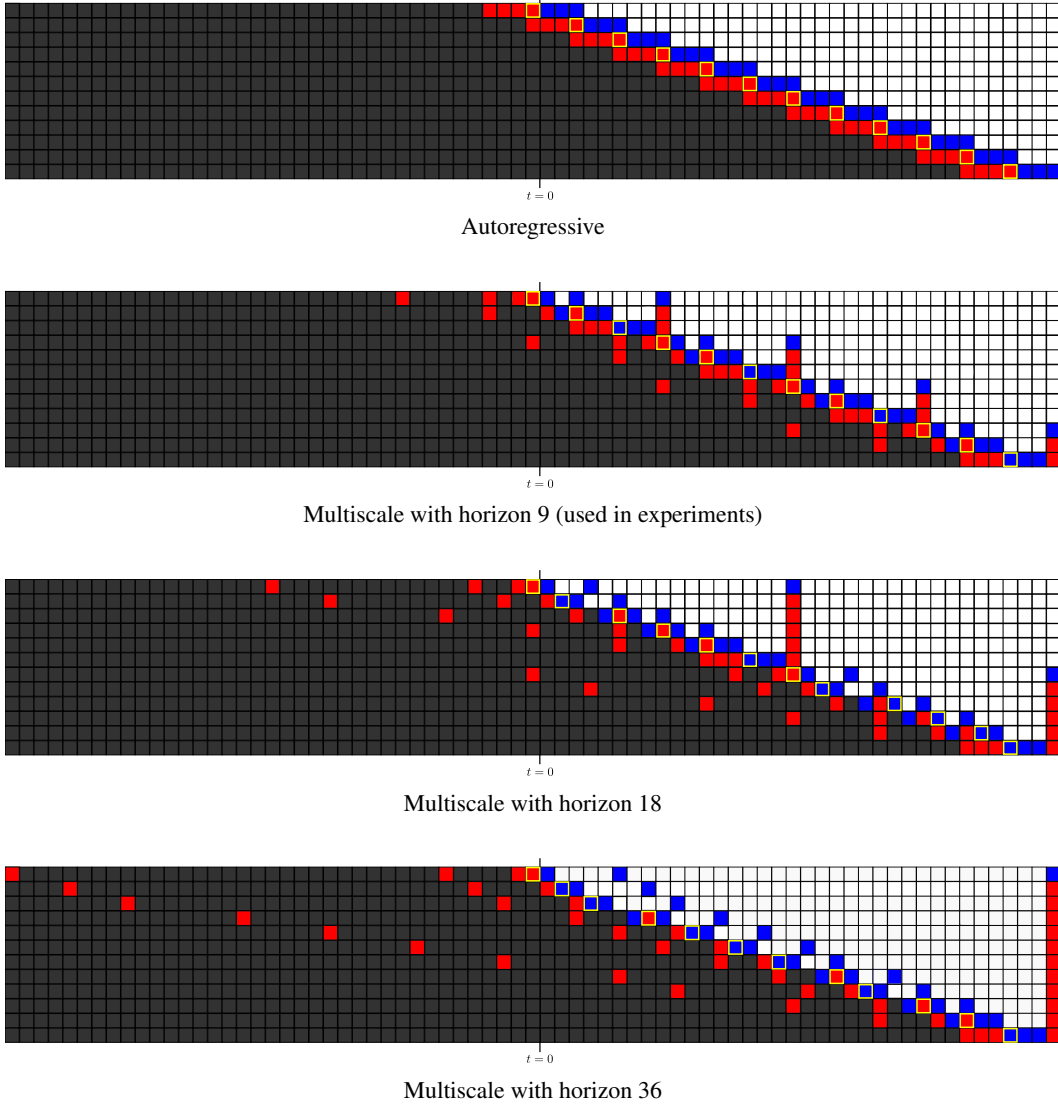 t = 0
Autoregressive
t = 0
Multiscale with horizon 9 (used in experiments)
t = 0
Multiscale with horizon 18
t = 0
Multiscale with horizon 36